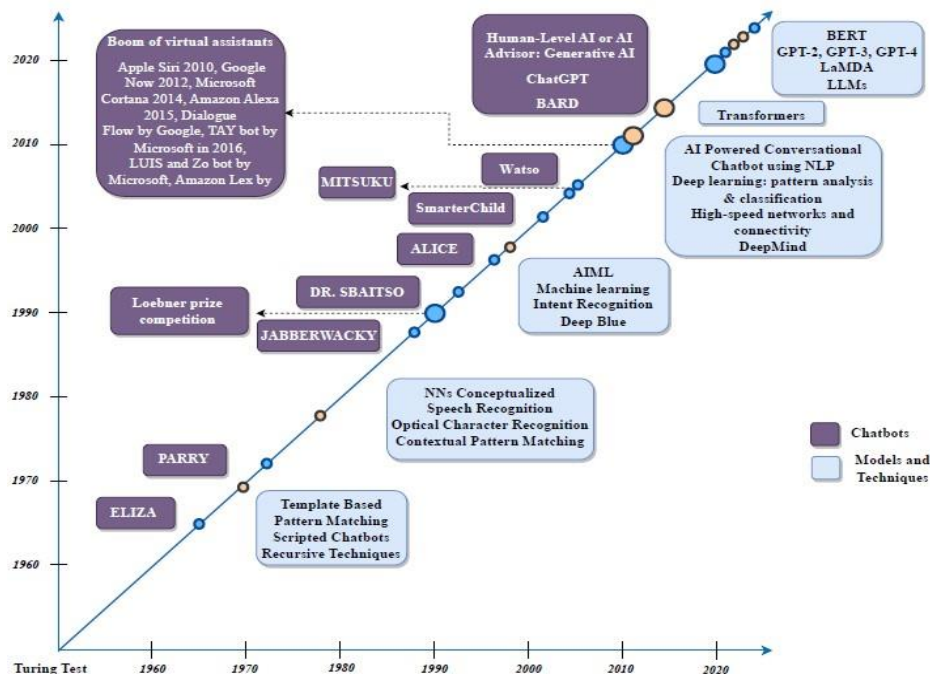 Boom of virtual assistants
Apple Siri 2010, Google
Now 2012, Microsoft
Cortana 2014, Amazon Alexa
2015, Dialogue
Flow by Google, TAY bot by
Microsoft in 2016,
LUIS and Zo bot by
Microsoft, Amazon Lex by
Human-Level AI or AI
Advisor: Generative AI
ChatGPT
BARD
BERT
GPT-2, GPT-3, GPT-4
LaMDA
LLMs
Transformers
AI Powered Conversational
Chatbot using NLP
Deep learning: pattern analysis
& classification
High-speed networks and
connectivity
DeepMind
Watso
MITSUKU
SmarterChild
ALICE
AIML
Machine learning
Intent Recognition
Deep Blue
DR. SBAITSO
Loebner prize
competition
JABBERWACKY
NNs Conceptualized
Speech Recognition
Optical Character Recognition
Contextual Pattern Matching
PARRY
ELIZA
Template Based
Pattern Matching
Scripted Chatbots
Recursive Techniques
Chatbots
Models and
Techniques
2020
2010
2000
1990
1980
1970
1960
Turing Test
1960
1970
1980
1990
2000
2010
2020